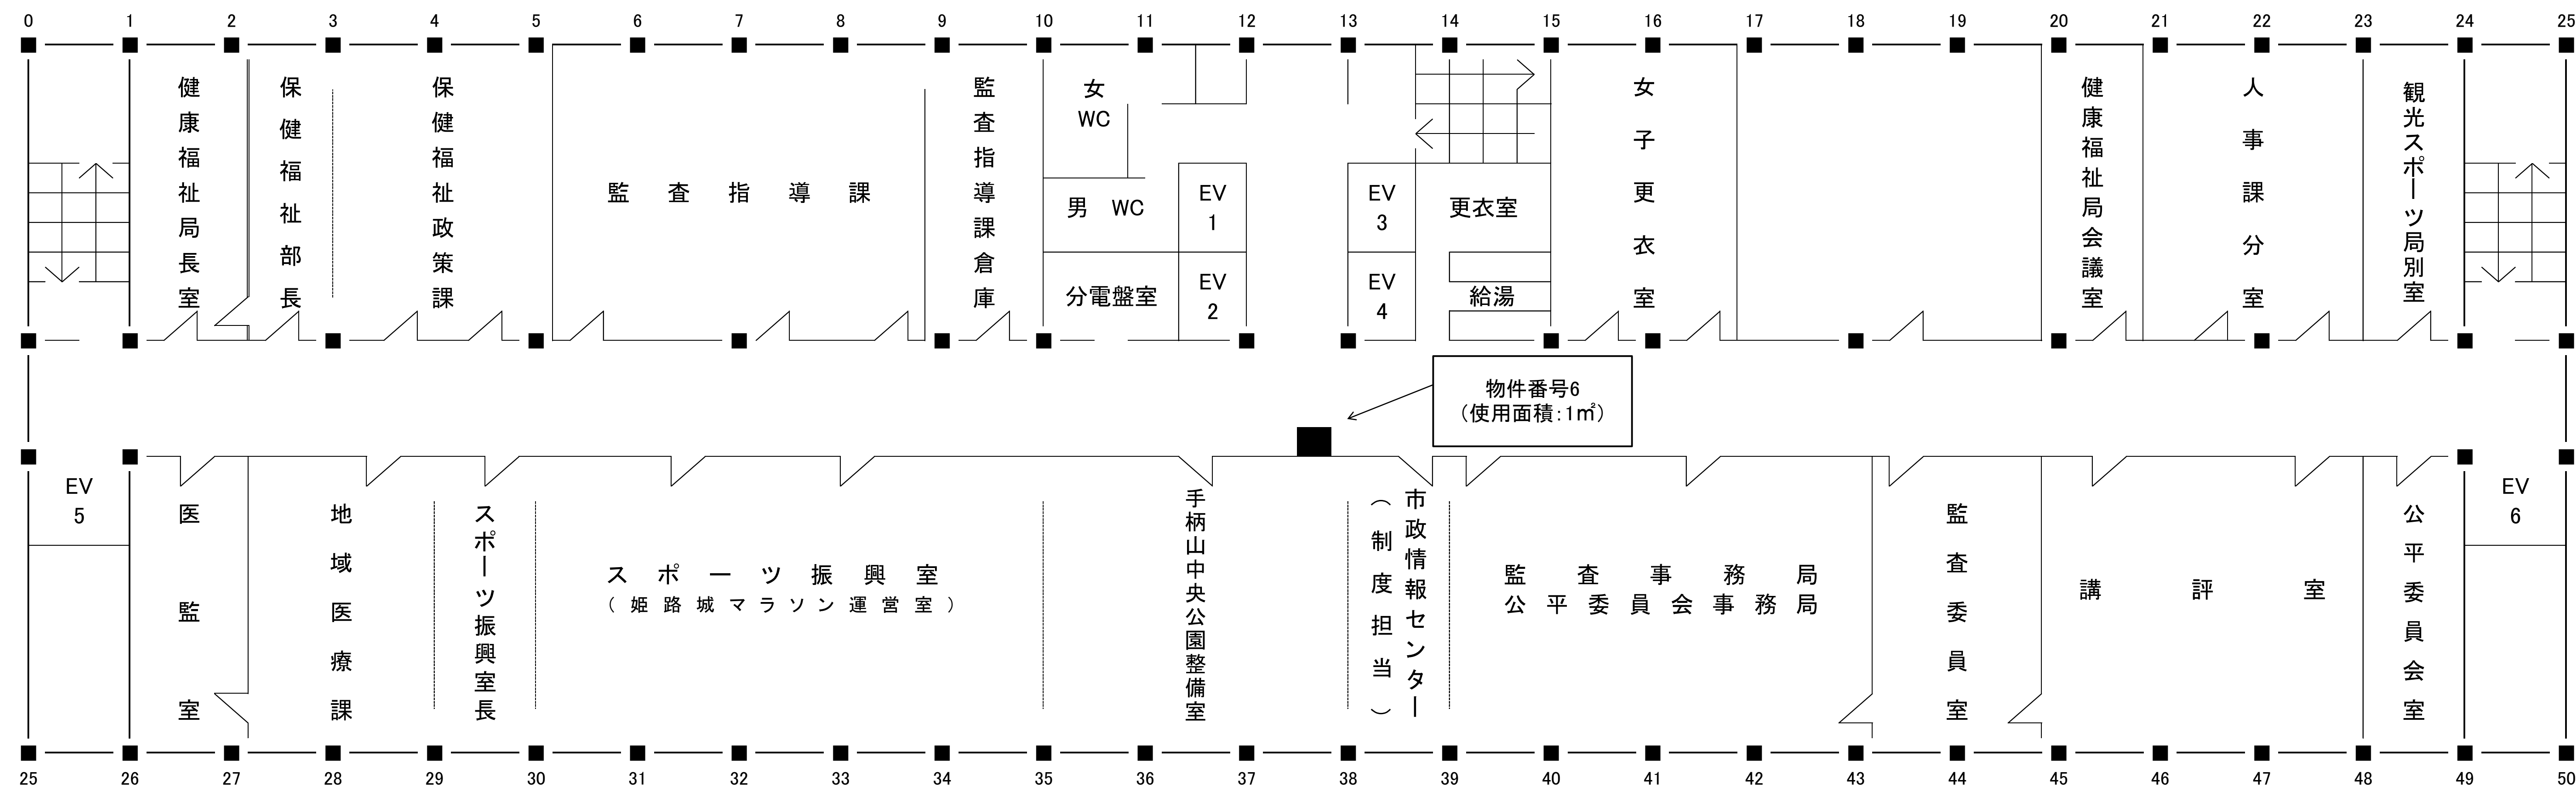 0 1 2 3 4 5 6 7 8 9 10 11 12 13 14 15 16 17 18 19 20 21 22 23 24 25
健康福祉局長室
保健福祉部長
保健福祉政策課
監査指導課
監査指導課倉庫
女
WC
男 WC
分電盤室
EV
1
EV
2
EV
3
EV
4
更衣室
給湯
女子更衣室
健康福祉局会議室
人事課分室
観光スポーツ局別室
物件番号6
(使用面積:1㎡)
EV
5
医監室
地域医療課
スポーツ振興室長
スポーツ振興室
(姫路城マラソン運営室)
手柄山中央公園整備室
市政情報センター
(制度担当)
監査事務局
公平委員会事務局
監査委員室
講評室
公平委員会室
EV
6
25 26 27 28 29 30 31 32 33 34 35 36 37 38 39 40 41 42 43 44 45 46 47 48 49 50